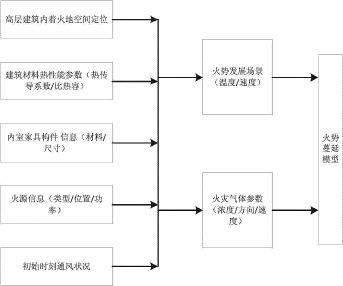 高层建筑内着火地空间定位
建筑材料热性能参数（热传
导系数/比热容）
内室家具构件 信息（材料/
尺寸）
火源信息（类型/位置/功
率）
初始时刻通风状况
火势发展场景
（温度/速度）
火灾气体参数
（浓度/方向/速
度）
火势
蔓延
模型